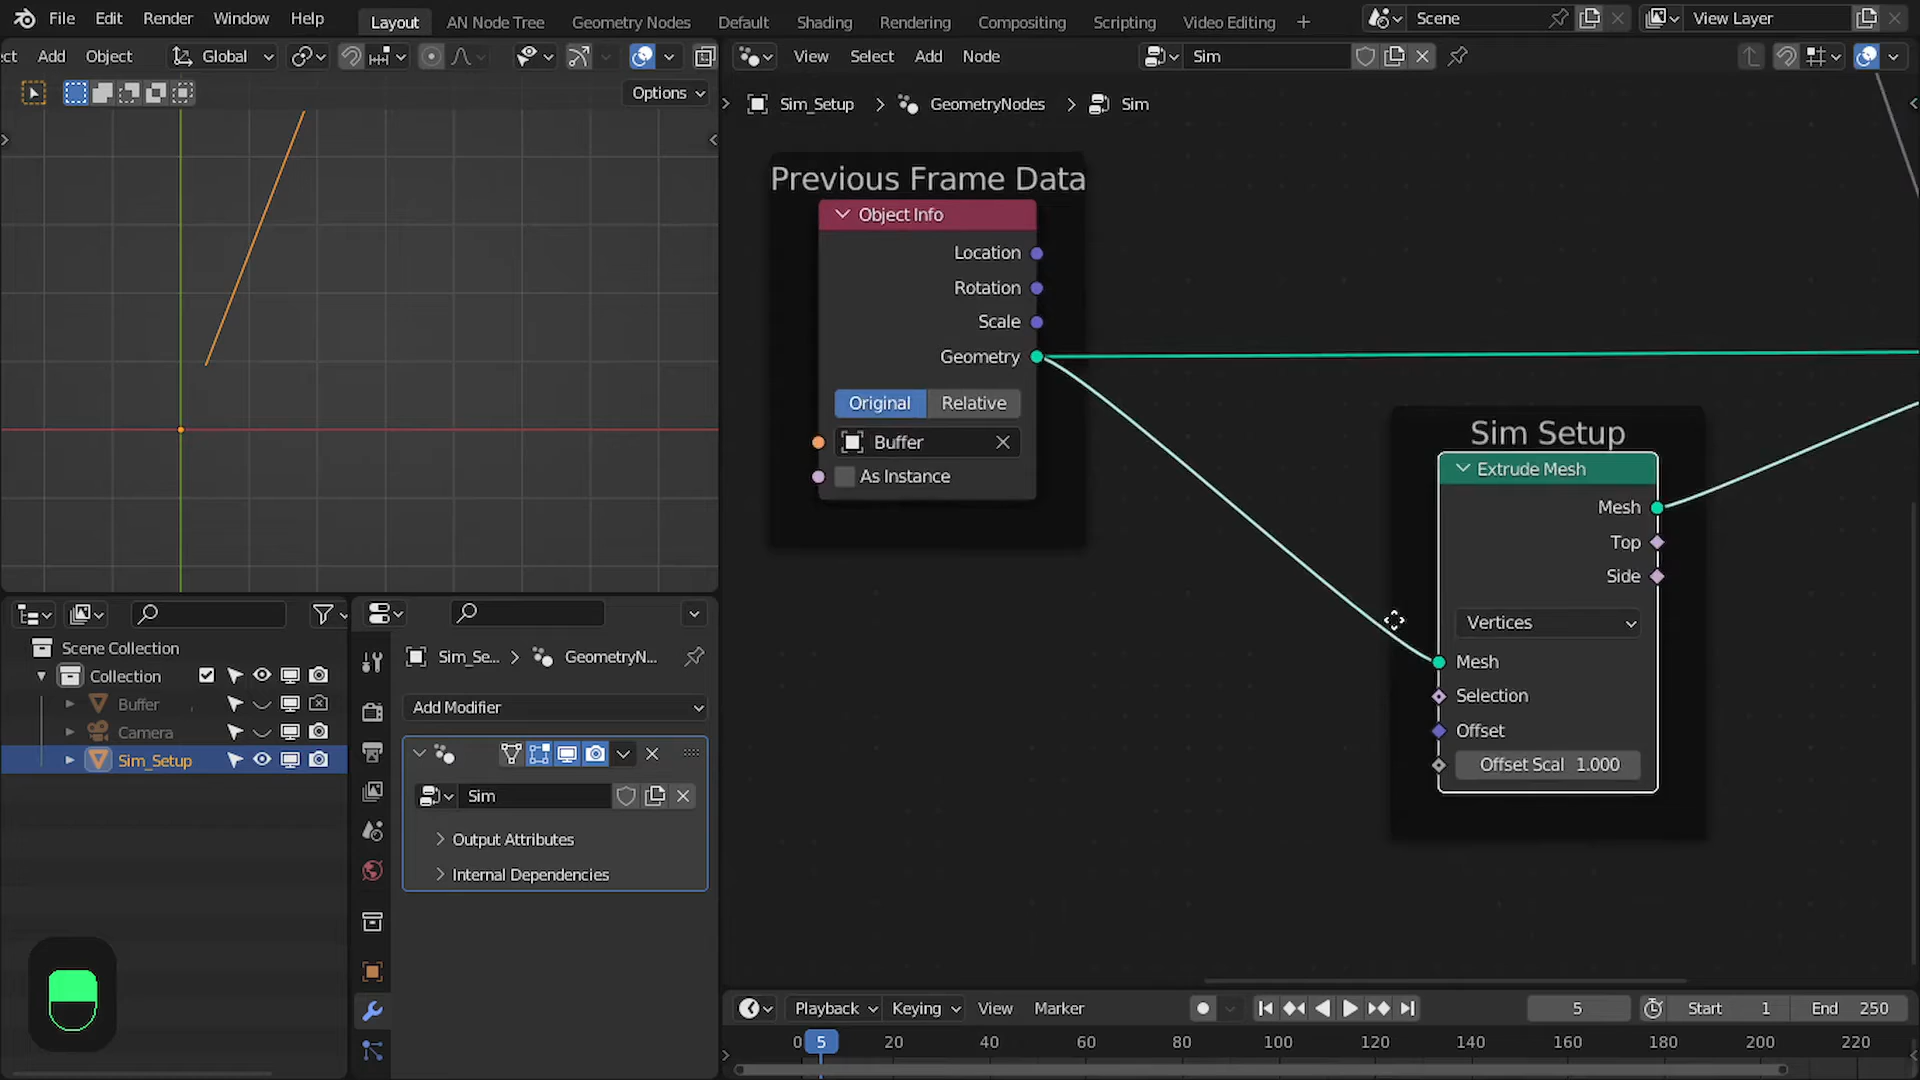 File Edit Render Window Help Layout AN Node Tree Geometry Nodes Default Shading Rendering Compositing Scripting Video Editing + Scene View Layer
ct Add Object Global
Options
View Select Add Node Sim
Sim_Setup > GeometryNodes > Sim
Previous Frame Data
Object Info
Location
Rotation
Scale
Geometry
Original Relative
Buffer
As Instance
Sim Setup
Extrude Mesh
Mesh
Top
Side
Vertices
Mesh
Selection
Offset
Offset Scal 1.000
Scene Collection
Collection
Buffer
Camera
Sim_Setup
Sim_Se... > GeometryN...
Add Modifier
Sim
Output Attributes
Internal Dependencies
Playback Keying View Marker 5 Start 1 End 250
0 5 20 40 60 80 100 120 140 160 180 200 220